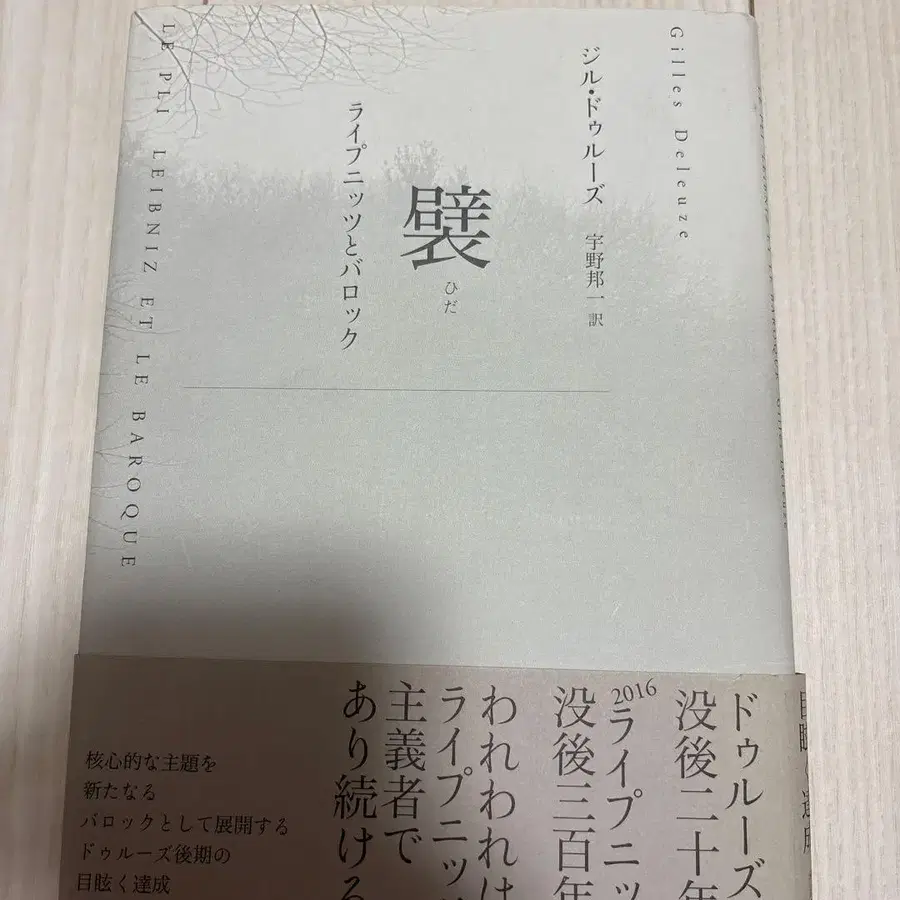 Gilles Deleuze
ジル・ドゥルーズ
宇野邦一 訳
襞
ひだ
ライプニッツとバロック
LE PLI LEIBNIZ ET LE BAROQUE
ドゥルーズ
没後二十年
2016
ライプニッ
没後三百年
われわれは
ライプニッ
主義者で
あり続ける
核心的な主題を
新たなる
バロックとして展開する
ドゥルーズ後期の
目眩く達成